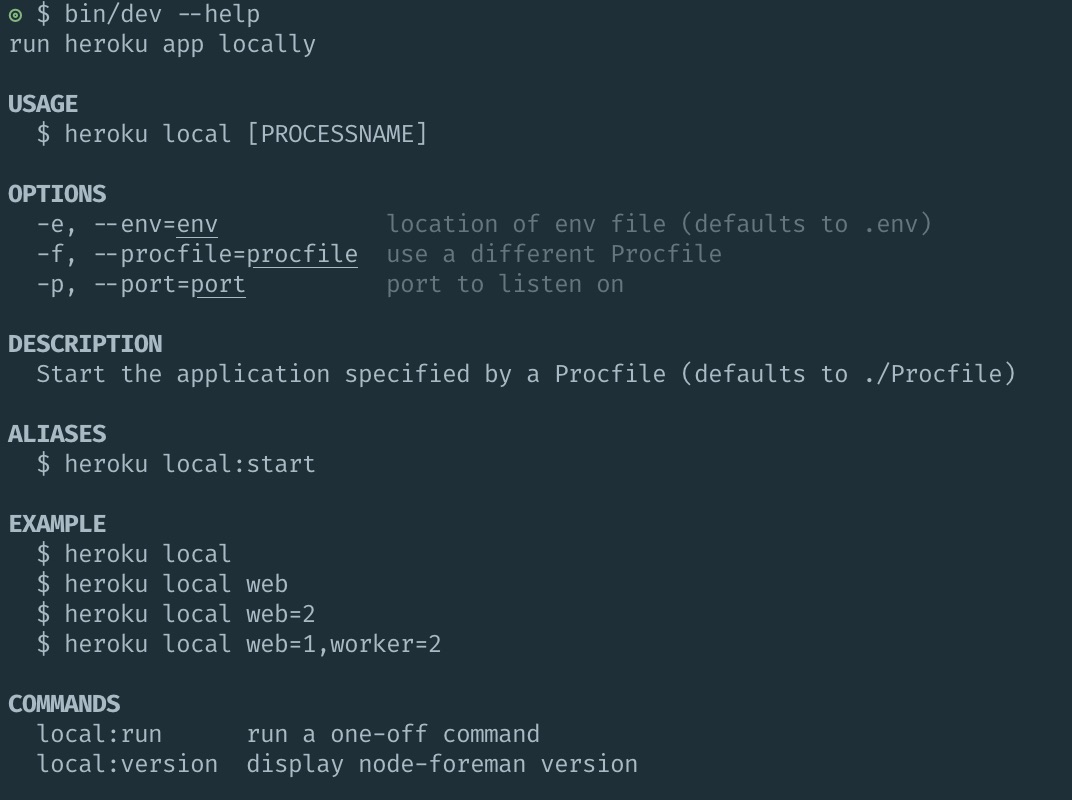 $ bin/dev --help
run heroku app locally
USAGE
$ heroku local [PROCESSNAME]
OPTIONS
-e, --env=env location of env file (defaults to .env)
-f, --procfile=procfile use a different Procfile
-p, --port=port port to listen on
DESCRIPTION
Start the application specified by a Procfile (defaults to ./Procfile)
ALIASES
$ heroku local:start
EXAMPLE
$ heroku local
$ heroku local web
$ heroku local web=2
$ heroku local web=1,worker=2
COMMANDS
local:run run a one-off command
local:version display node-foreman version